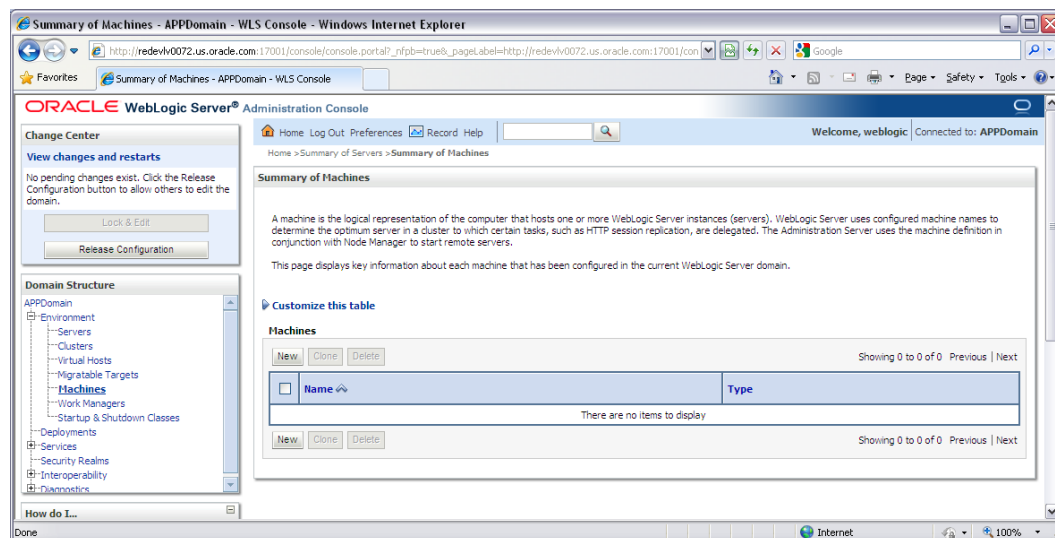 Summary of Machines - APPDomain - WLS Console - Windows Internet Explorer
http://redevlv0072.us.oracle.com:17001/console/console.portal?_nfpb=true&_pageLabel=http://redevlv0072.us.oracle.com:17001/con
Google
Favorites
Summary of Machines - APPDomain - WLS Console
Page
Safety
Tools
ORACLE WebLogic Server® Administration Console
Change Center
View changes and restarts
No pending changes exist. Click the Release
Configuration button to allow others to edit the
domain.
Lock & Edit
Release Configuration
Domain Structure
APPDomain
Environment
Servers
Clusters
Virtual Hosts
Migratable Targets
Machines
Work Managers
Startup & Shutdown Classes
Deployments
Services
Security Realms
Interoperability
Diagnostics
How do I...
Home Log Out Preferences Record Help
Welcome, weblogic Connected to: APPDomain
Home >Summary of Servers >Summary of Machines
Summary of Machines
A machine is the logical representation of the computer that hosts one or more WebLogic Server instances (servers). WebLogic Server uses configured machine names to
determine the optimum server in a cluster to which certain tasks, such as HTTP session replication, are delegated. The Administration Server uses the machine definition in
conjunction with Node Manager to start remote servers.
This page displays key information about each machine that has been configured in the current WebLogic Server domain.
Customize this table
Machines
New Clone Delete
Showing 0 to 0 of 0 Previous | Next
Name
Type
There are no items to display
New Clone Delete
Showing 0 to 0 of 0 Previous | Next
Done
Internet
100%